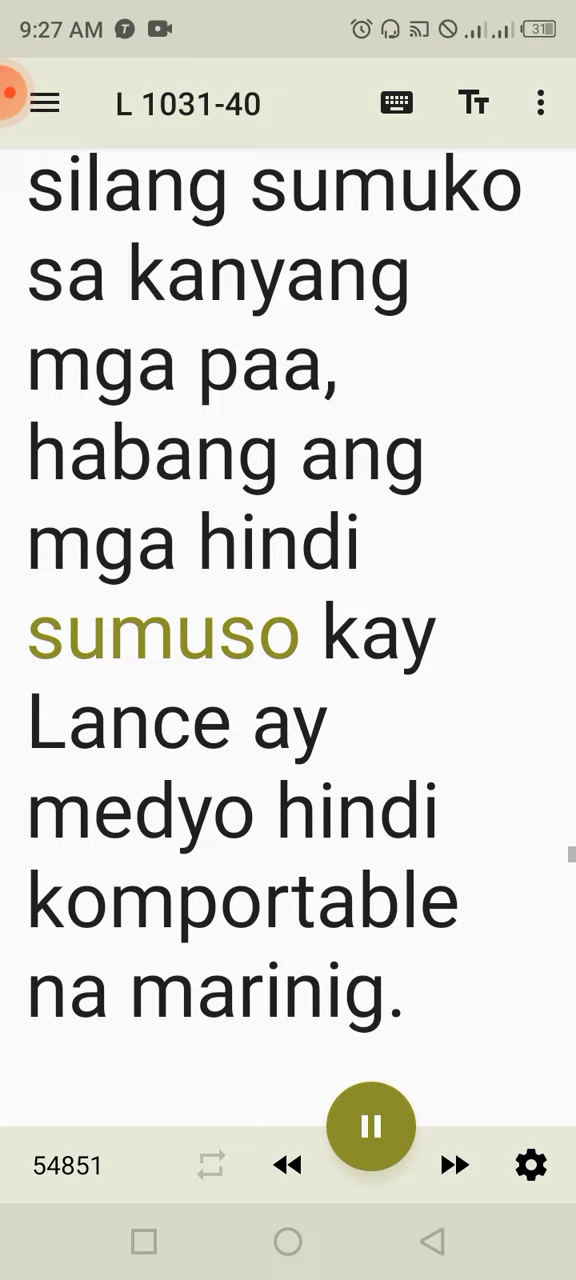 9:27 AM
31
L 1031-40
silang sumuko
sa kanyang
mga paa,
habang ang
mga hindi
sumuso kay
Lance ay
medyo hindi
komportable
na marinig.
54851